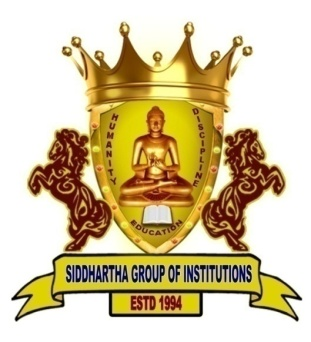 HUMANITY
DISCIPLINE
EDUCATION
SIDDHARTHA GROUP OF INSTITUTIONS
ESTD 1994